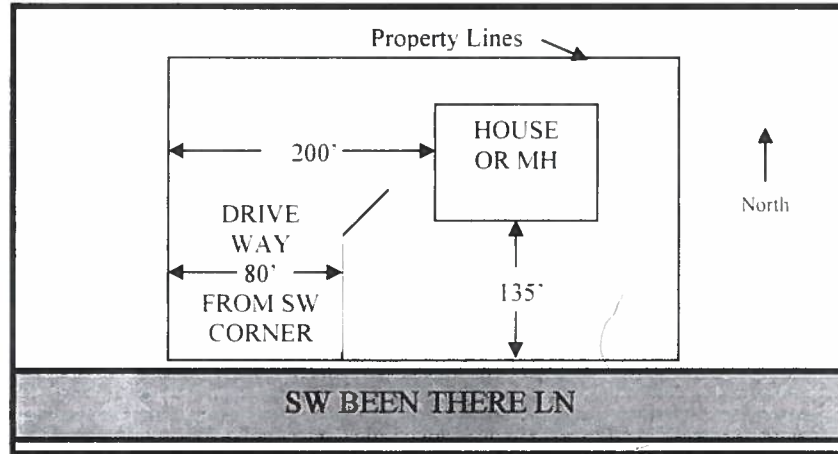 Property Lines
HOUSE
OR MH
200’
North
DRIVE
WAY
80’
FROM SW
CORNER
135’
SW BEEN THERE LN